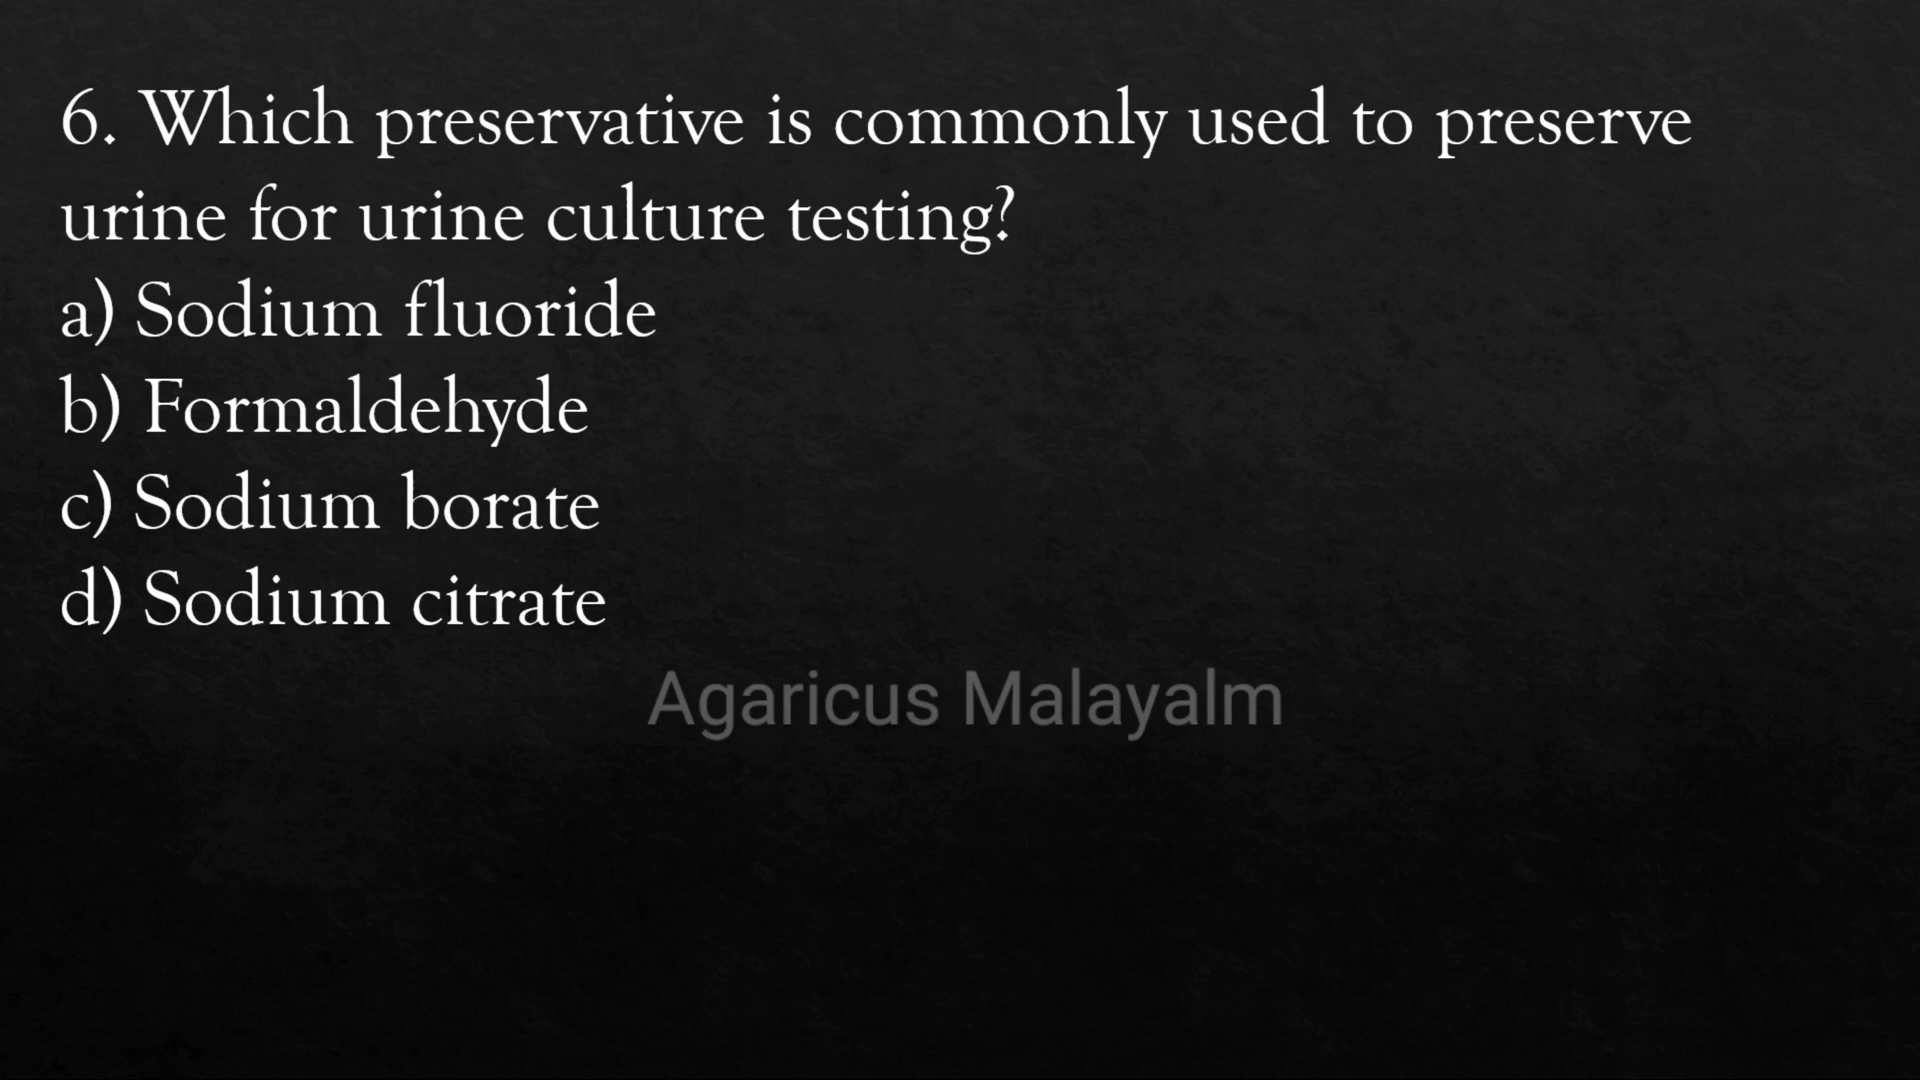 6. Which preservative is commonly used to preserve
urine for urine culture testing?
a) Sodium fluoride
b) Formaldehyde
c) Sodium borate
d) Sodium citrate
Agaricus Malayalm